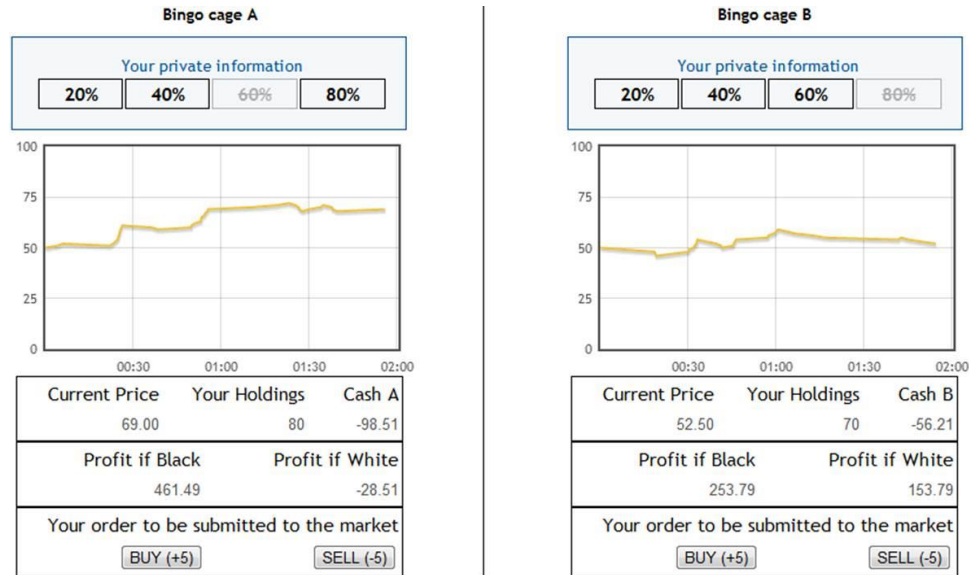 Bingo cage A
Your private information
20% 40% 60% 80%
100
75
50
25
0
00:30 01:00 01:30 02:00
Current Price Your Holdings Cash A
69.00 80 -98.51
Profit if Black Profit if White
461.49 -28.51
Your order to be submitted to the market
BUY (+5) SELL (-5)
Bingo cage B
Your private information
20% 40% 60% 80%
100
75
50
25
0
00:30 01:00 01:30 02:00
Current Price Your Holdings Cash B
52.50 70 -56.21
Profit if Black Profit if White
253.79 153.79
Your order to be submitted to the market
BUY (+5) SELL (-5)